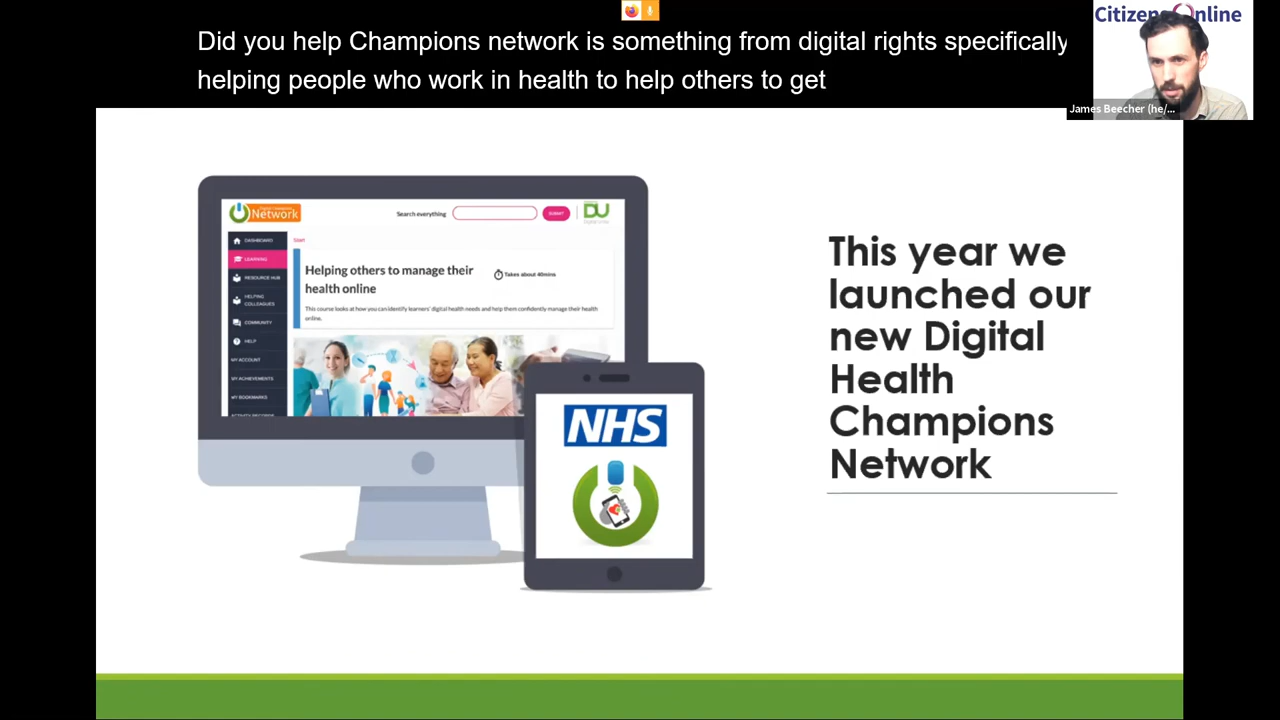 Did you help Champions network is something from digital rights specifically
helping people who work in health to help others to get
Citizens Online
James Beecher (he/...
Digital Champions
Network
Search everything
SUBMIT
DU
DASHBOARD
START
LEARNING
RESOURCE HUB
HELPING
COLLEAGUES
COMMUNITY
HELP
MY ACCOUNT
MY ACHIEVEMENTS
MY BOOKMARKS
Helping others to manage their
health online
Takes about 40mins
This course looks at how you can identify learners' digital health needs and help them confidently manage their health
online.
NHS
This year we
launched our
new Digital
Health
Champions
Network